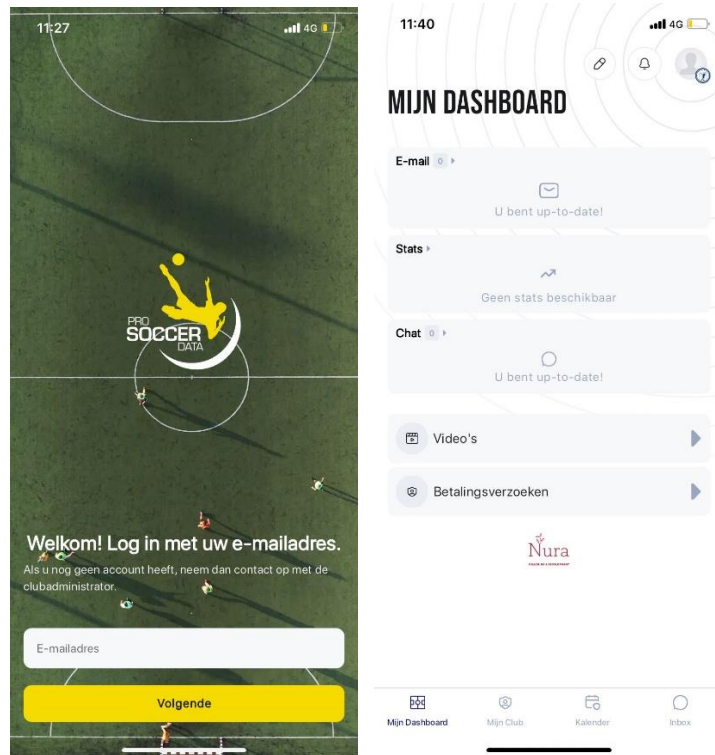 11:27
4G
PRO
SOCCER
DATA
Welkom! Log in met uw e-mailadres.
Als u nog geen account heeft, neem dan contact op met de
clubadministrator.
E-mailadres
Volgende
11:40
4G
MIJN DASHBOARD
E-mail 0
U bent up-to-date!
Stats
Geen stats beschikbaar
Chat 0
U bent up-to-date!
Video's
Betalingsverzoeken
Nura
Mijn Dashboard
Mijn Club
Kalender
Inbox